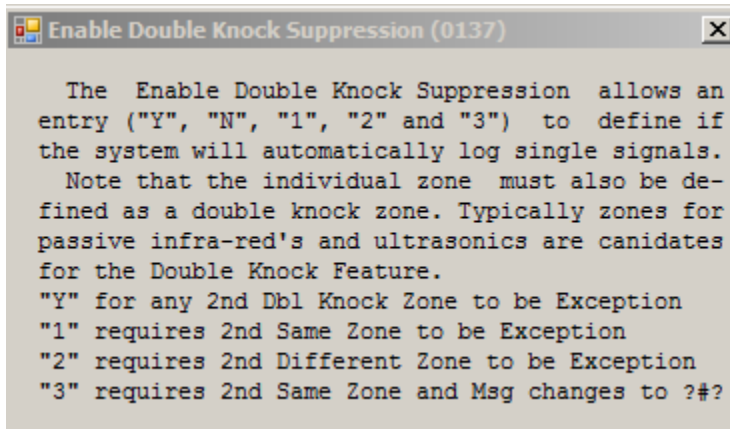 Enable Double Knock Suppression (0137)
The Enable Double Knock Suppression allows an
entry ("Y", "N", "1", "2" and "3") to define if
the system will automatically log single signals.
Note that the individual zone must also be de-
fined as a double knock zone. Typically zones for
passive infra-red's and ultrasonics are canidates
for the Double Knock Feature.
"Y" for any 2nd Dbl Knock Zone to be Exception
"1" requires 2nd Same Zone to be Exception
"2" requires 2nd Different Zone to be Exception
"3" requires 2nd Same Zone and Msg changes to ?#?